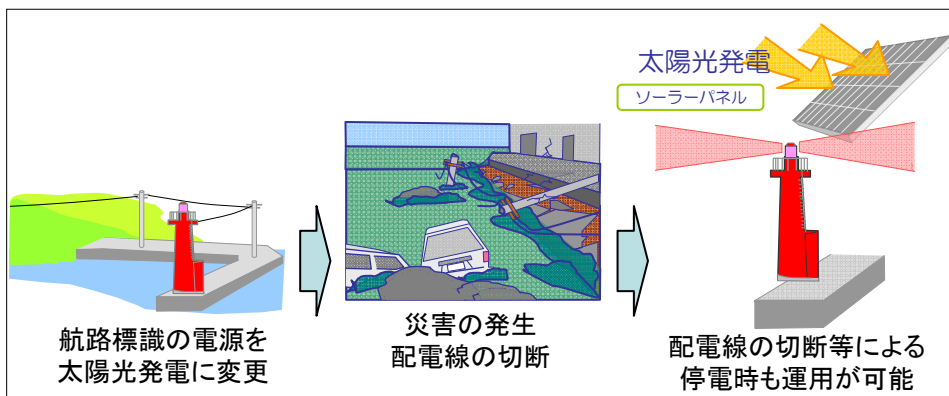 航路標識の電源を
太陽光発電に変更
災害の発生
配電線の切断
太陽光発電
ソーラーパネル
配電線の切断等による
停電時も運用が可能